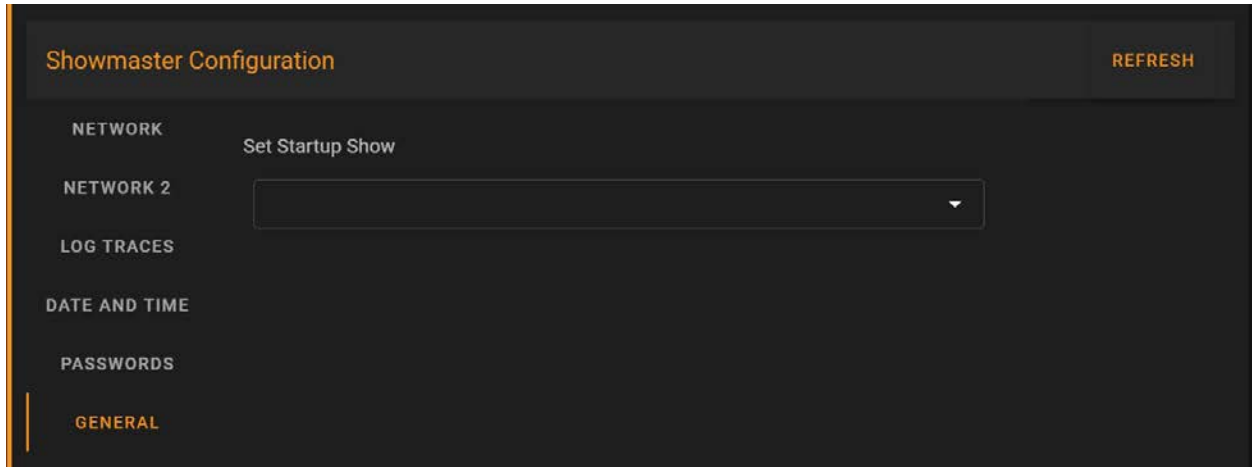 Showmaster Configuration
REFRESH
NETWORK
Set Startup Show
NETWORK 2
LOG TRACES
DATE AND TIME
PASSWORDS
GENERAL